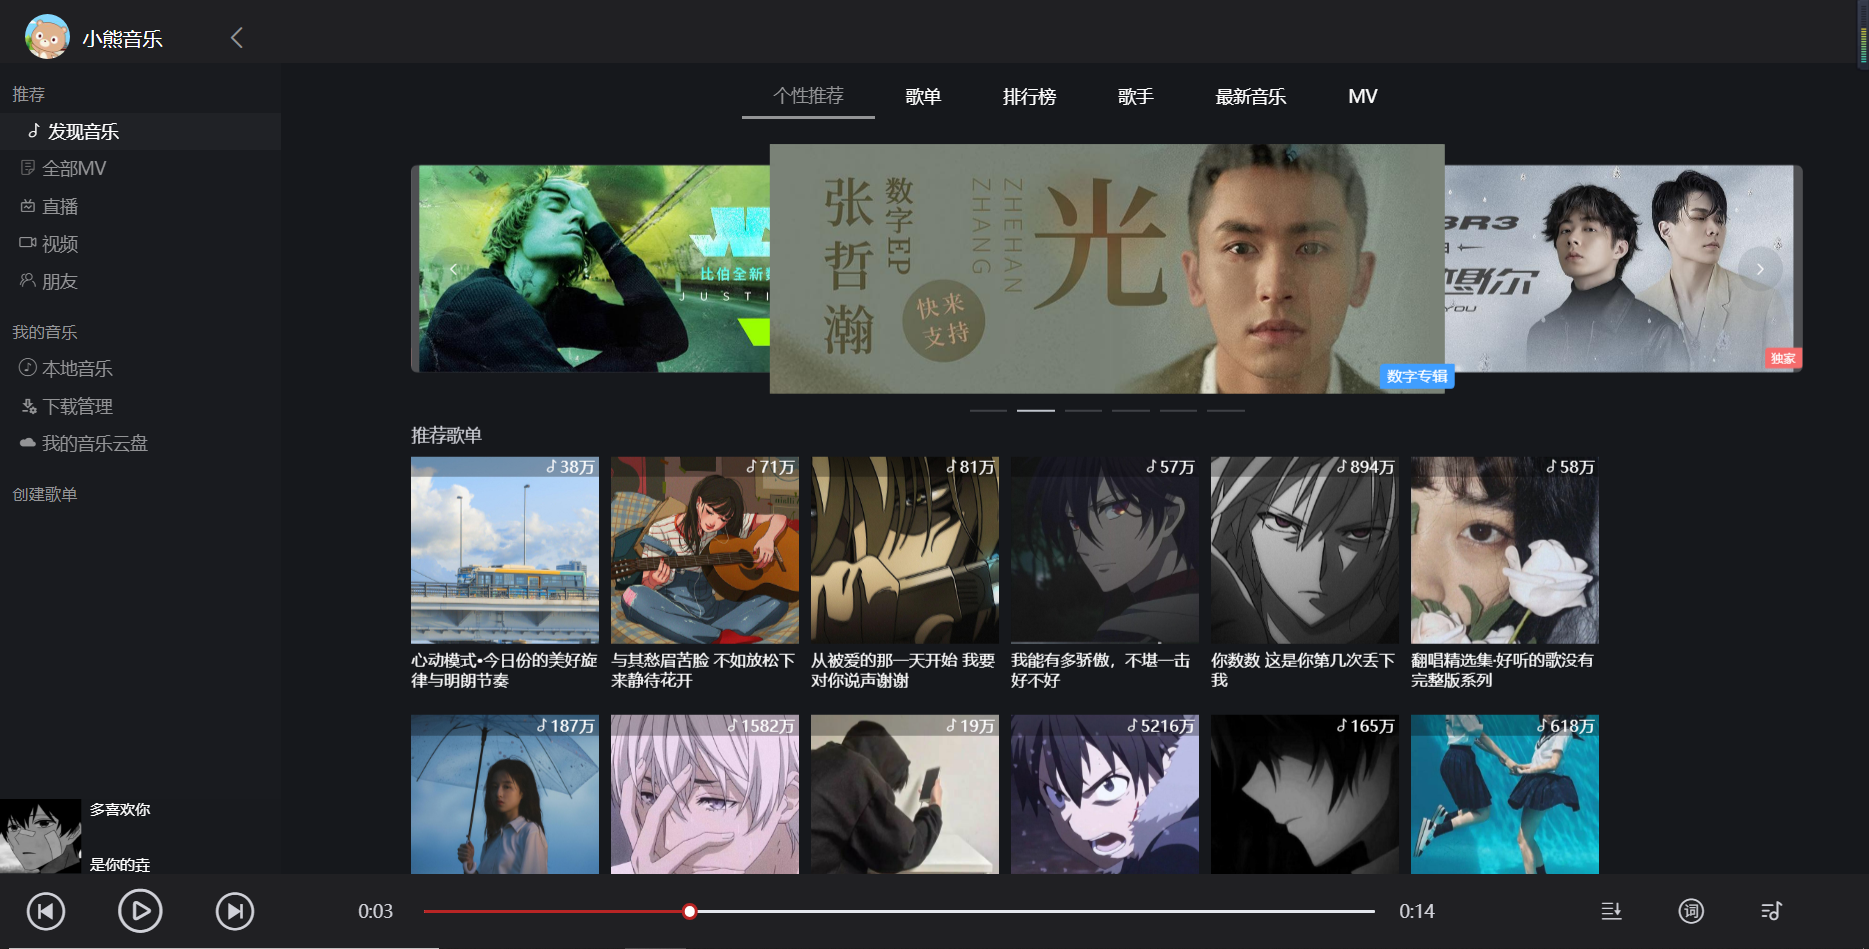 小熊音乐
推荐
发现音乐
全部MV
直播
视频
朋友
我的音乐
本地音乐
下载管理
我的音乐云盘
创建歌单
个性推荐
歌单
排行榜
歌手
最新音乐
MV
比伯全新
JUSTI
张哲瀚
数字EP
ZHANG
ZHEHAN
光
快来
支持
数字专辑
BR3
YOU
独家
推荐歌单
38万
71万
81万
57万
894万
58万
心动模式•今日份的美好旋
律与明朗节奏
与其愁眉苦脸 不如放松下
来静待花开
从被爱的那一天开始 我要
对你说声谢谢
我能有多骄傲，不堪一击
好不好
你数数 这是你第几次丢下
我
翻唱精选集·好听的歌没有
完整版系列
187万
1582万
19万
5216万
165万
618万
多喜欢你
是你的垚
0:03
0:14
词